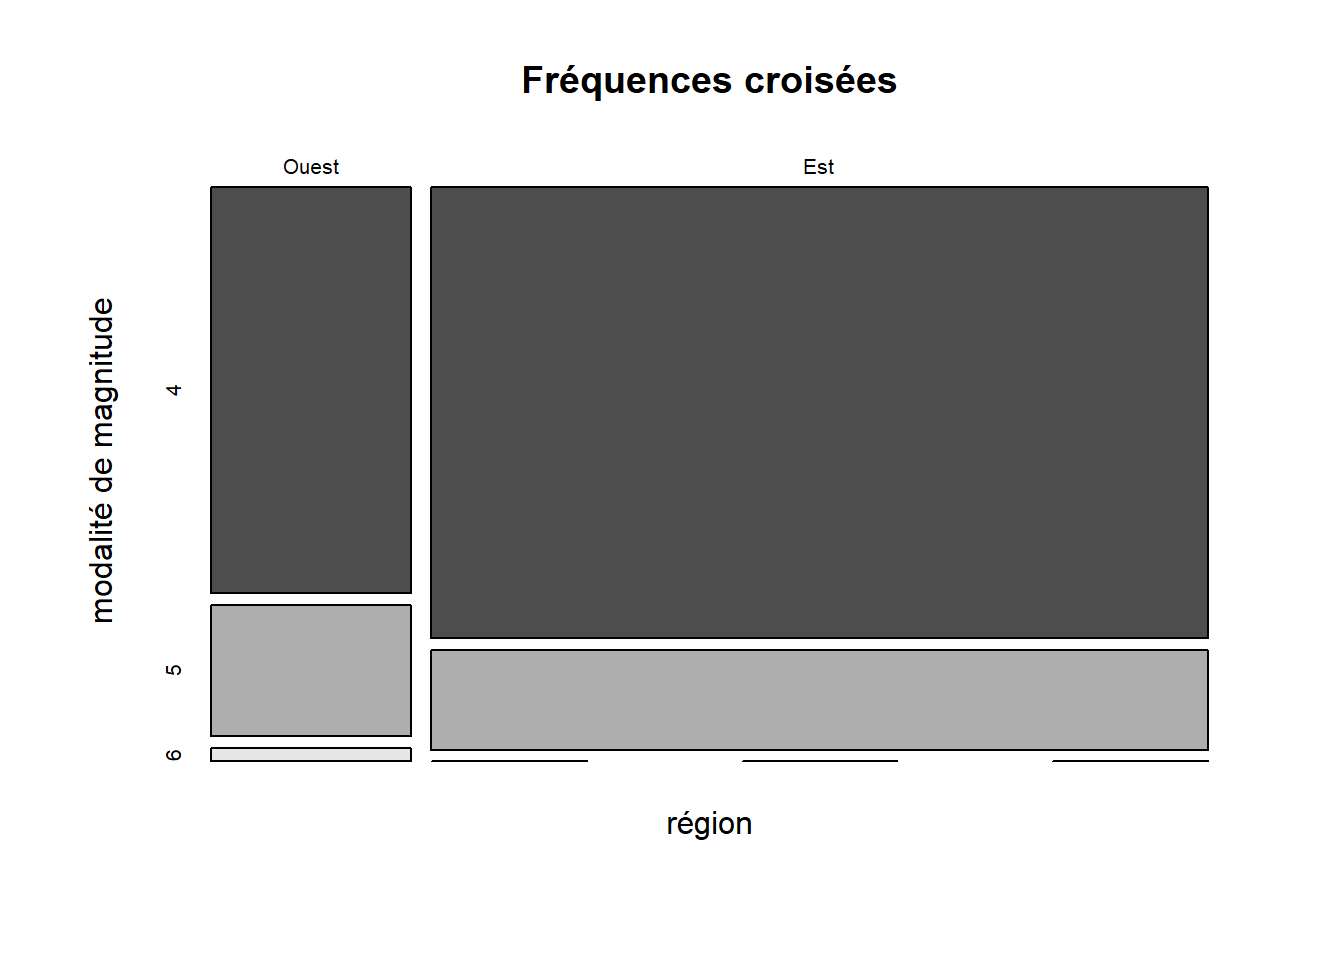 Fréquences croisées
Ouest
Est
modalité de magnitude
4
5
6
région